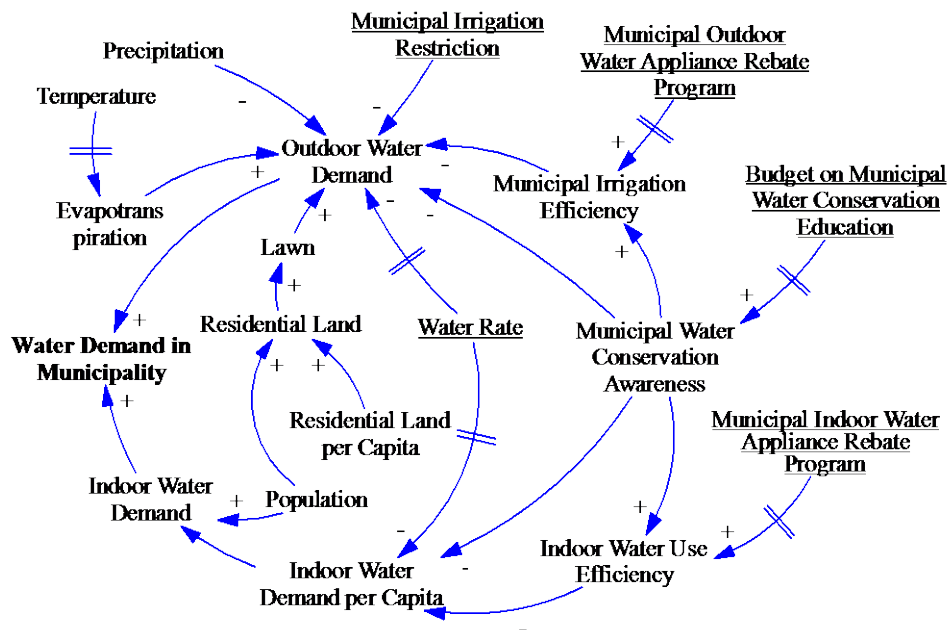 Municipal Irrigation
Restriction
Precipitation
Municipal Outdoor
Water Appliance Rebate
Program
Temperature
-
-
+
Outdoor Water
Demand
+
-
-
-
Municipal Irrigation
Efficiency
Budget on Municipal
Water Conservation
Education
Evapotrans
piration
+
Lawn
+
+
+
+
Residential Land
Water Rate
Municipal Water
Conservation
Awareness
Water Demand in
Municipality
+
+
+
Residential Land
per Capita
Municipal Indoor Water
Appliance Rebate
Program
Indoor Water
Demand
+
Population
-
+
+
Indoor Water Use
Efficiency
Indoor Water
Demand per Capita
-